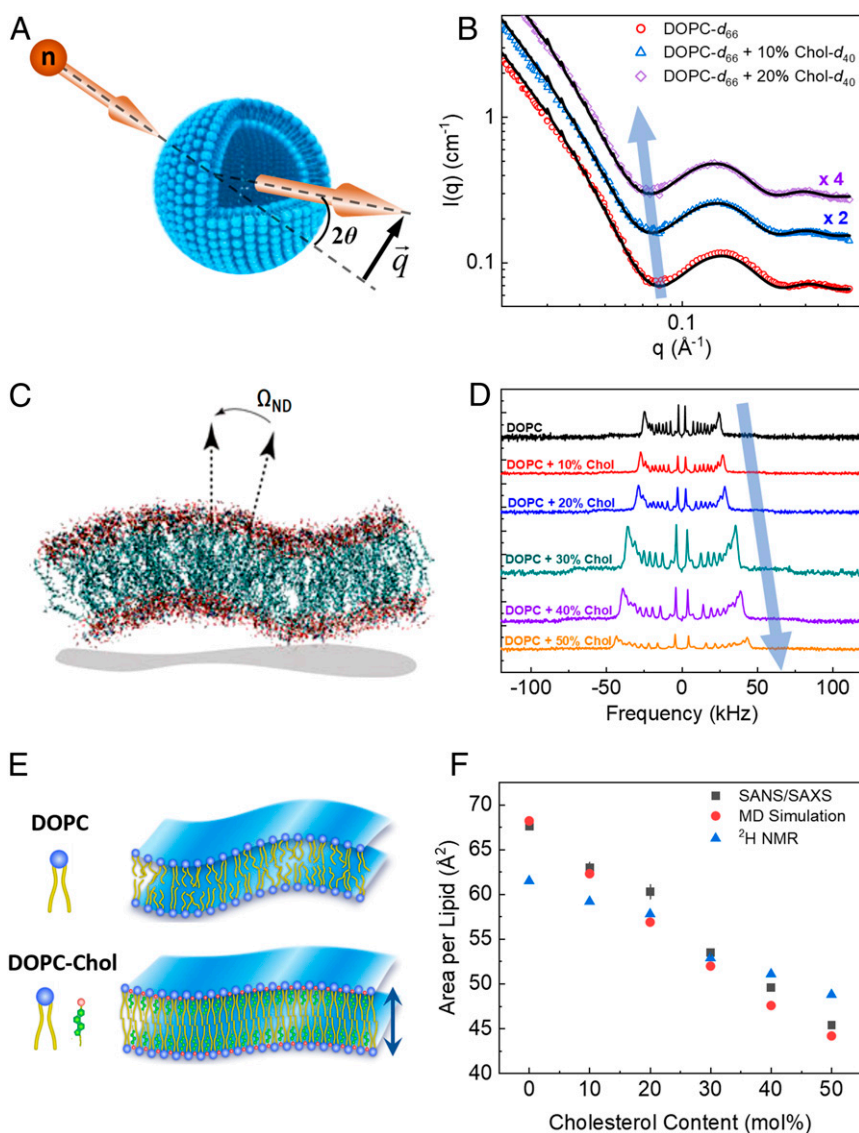 A
n
2θ
q⃗
B
DOPC-d₆₆
DOPC-d₆₆ + 10% Chol-d₄₀
DOPC-d₆₆ + 20% Chol-d₄₀
I(q) (cm⁻¹)
1
0.1
x 4
x 2
0.1
q (Å⁻¹)
C
Ω_ND
D
DOPC
DOPC + 10% Chol
DOPC + 20% Chol
DOPC + 30% Chol
DOPC + 40% Chol
DOPC + 50% Chol
-100 -50 0 50 100
Frequency (kHz)
E
DOPC
DOPC-Chol
F
SANS/SAXS
MD Simulation
²H NMR
Area per Lipid (Å²)
70
65
60
55
50
45
40
0 10 20 30 40 50
Cholesterol Content (mol%)